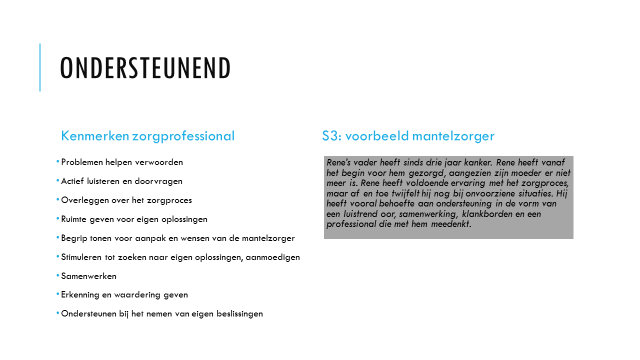 ONDERSTEUNEND
Kenmerken zorgprofessional
• Problemen helpen verwoorden
• Actief luisteren en doorvragen
• Overleggen over het zorgproces
• Ruimte geven voor eigen oplossingen
• Begrip tonen voor aanpak en wensen van de mantelzorger
• Stimuleren tot zoeken naar eigen oplossingen, aanmoedigen
• Samenwerken
• Erkenning en waardering geven
• Ondersteunen bij het nemen van eigen beslissingen
S3: voorbeeld mantelzorger
Rene's vader heeft sinds drie jaar kanker. Rene heeft vanaf
het begin voor hem gezorgd, aangezien zijn moeder er niet
meer is. Rene heeft voldoende ervaring met het zorgproces,
maar af en toe twijfelt hij nog bij onvoorziene situaties. Hij
heeft vooral behoefte aan ondersteuning in de vorm van
een luistrend oor, samenwerking, klankborden en een
professional die met hem meedenkt.